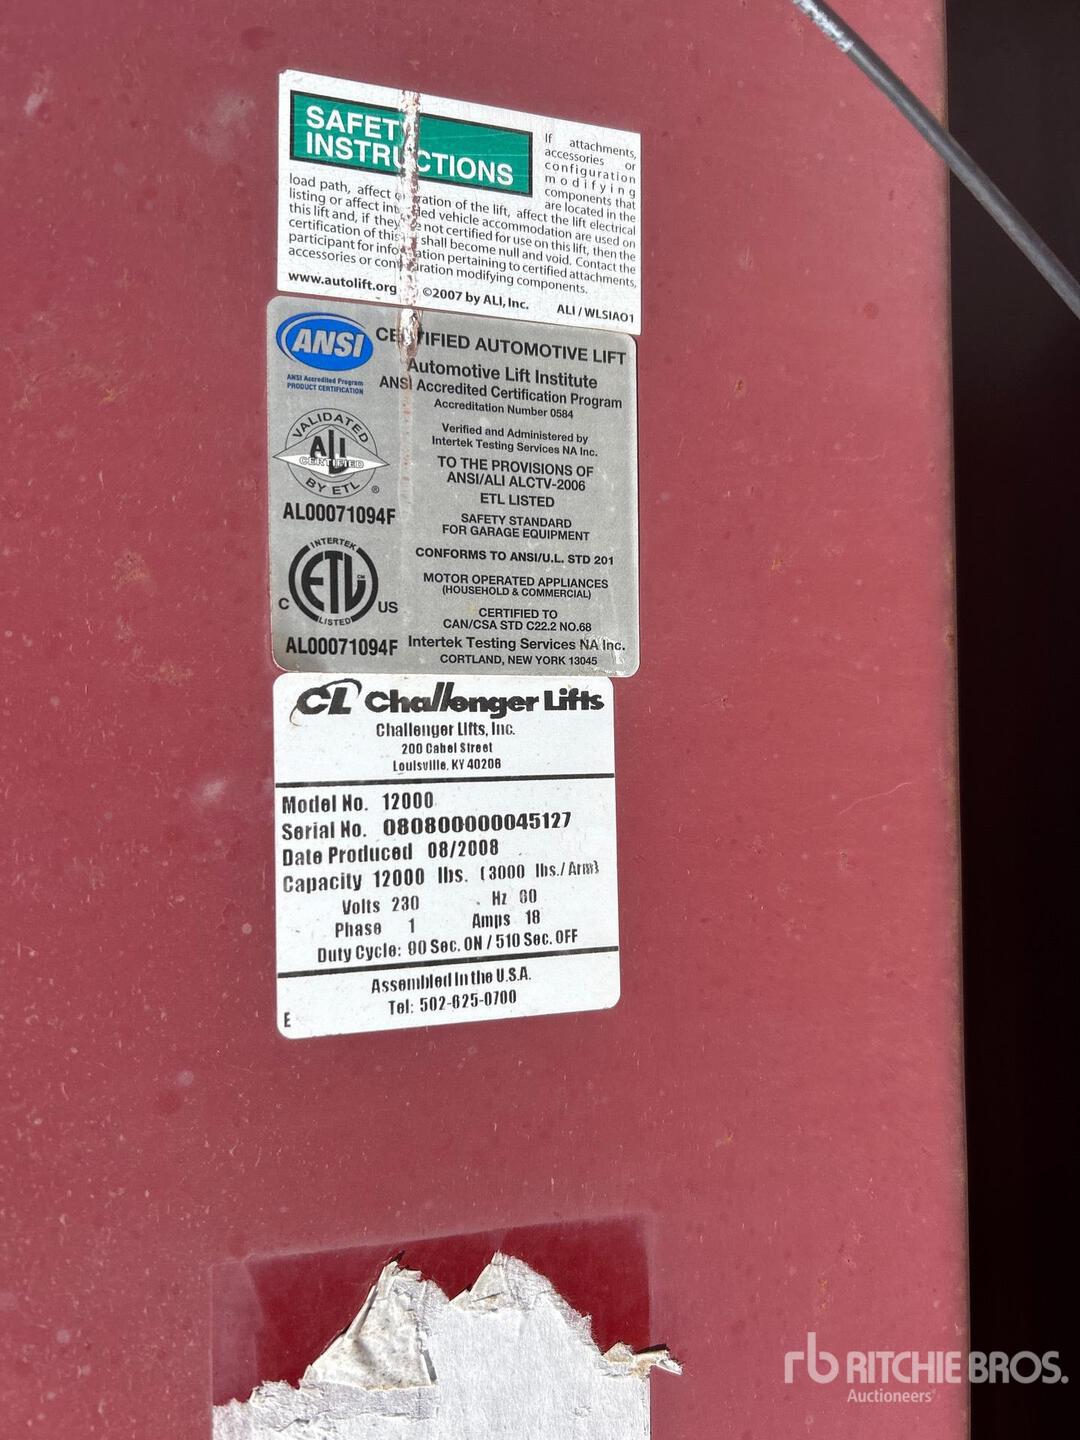 SAFETY
INSTRUCTIONS
If attachments,
accessories or
configuration
modifying
components that
are located in the
load path, affect operation of the lift, affect the lift electrical
listing or affect intended vehicle accommodation are used on
this lift and, if they are not certified for use on this lift, then the
certification of this lift shall become null and void. Contact the
participant for information pertaining to certified attachments,
accessories or configuration modifying components.
www.autolift.org ©2007 by ALI, Inc. ALI / WLSIA01
ANSI
ANSI Accredited Program
PRODUCT CERTIFICATION
VALIDATED
ALI
CERTIFIED
BY ETL ®
AL00071094F
INTERTEK
ETL CM
LISTED
C US
AL00071094F
CERTIFIED AUTOMOTIVE LIFT
Automotive Lift Institute
ANSI Accredited Certification Program
Accreditation Number 0584
Verified and Administered by
Intertek Testing Services NA Inc.
TO THE PROVISIONS OF
ANSI/ALI ALCTV-2006
ETL LISTED
SAFETY STANDARD
FOR GARAGE EQUIPMENT
CONFORMS TO ANSI/U.L. STD 201
MOTOR OPERATED APPLIANCES
(HOUSEHOLD & COMMERCIAL)
CERTIFIED TO
CAN/CSA STD C22.2 NO.68
Intertek Testing Services NA Inc.
CORTLAND, NEW YORK 13045
CL Challenger Lifts
Challenger Lifts, Inc.
200 Cabel Street
Louisville, KY 40206
Model No. 12000
Serial No. 080800000045127
Date Produced 08/2008
Capacity 12000 lbs. (3000 lbs./Arm)
Volts 230 Hz 60
Phase 1 Amps 18
Duty Cycle: 90 Sec. ON / 510 Sec. OFF
Assembled in the U.S.A.
Tel: 502-625-0700
E
rb RITCHIE BROS.
Auctioneers